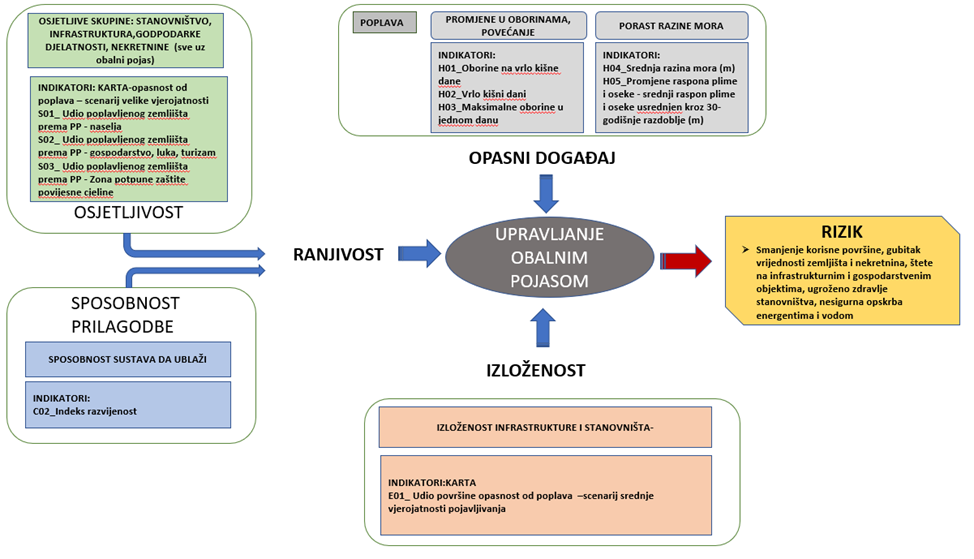 OSJETLJIVE SKUPINE: STANOVNIŠTVO,
INFRASTRUKTURA,GODPODARKE
DJELATNOSTI, NEKRETNINE (sve uz
obalni pojas)
INDIKATORI: KARTA-opasnost od
poplava – scenarij velike vjerojatnosti
S01_ Udio poplavljenog zemljišta
prema PP - naselja
S02_ Udio poplavljenog zemljišta
prema PP - gospodarstvo, luka, turizam
S03_ Udio poplavljenog zemljišta
prema PP - Zona potpune zaštite
povijesne cjeline
OSJETLJIVOST
POPLAVA
PROMJENE U OBORINAMA,
POVEĆANJE
INDIKATORI:
H01_Oborine na vrlo kišne
dane
H02_Vrlo kišni dani
H03_Maksimalne oborine u
jednom danu
PORAST RAZINE MORA
INDIKATORI:
H04_Srednja razina mora (m)
H05_Promjene raspona plime
i oseke - srednji raspon plime
i oseke usrednjen kroz 30-
godišnje razdoblje (m)
OPASNI DOGAĐAJ
RANJIVOST
UPRAVLJANJE
OBALNIM
POJASOM
RIZIK
➤ Smanjenje korisne površine, gubitak
vrijednosti zemljišta i nekretnina, štete
na infrastrukturnim i gospodarstvenim
objektima, ugroženo zdravlje
stanovništva, nesigurna opskrba
energentima i vodom
SPOSOBNOST
PRILAGODBE
SPOSOBNOST SUSTAVA DA UBLAŽI
INDIKATORI:
C02_Indeks razvijenost
IZLOŽENOST
IZLOŽENOST INFRASTRUKTURE I STANOVNIŠTA-
INDIKATORI:KARTA
E01_ Udio površine opasnost od poplava –scenarij srednje
vjerojatnosti pojavljivanja